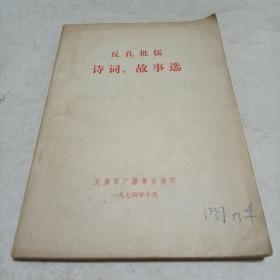 反孔批儒
诗词、故事选
天津市广播事业局印
一九七四年十月